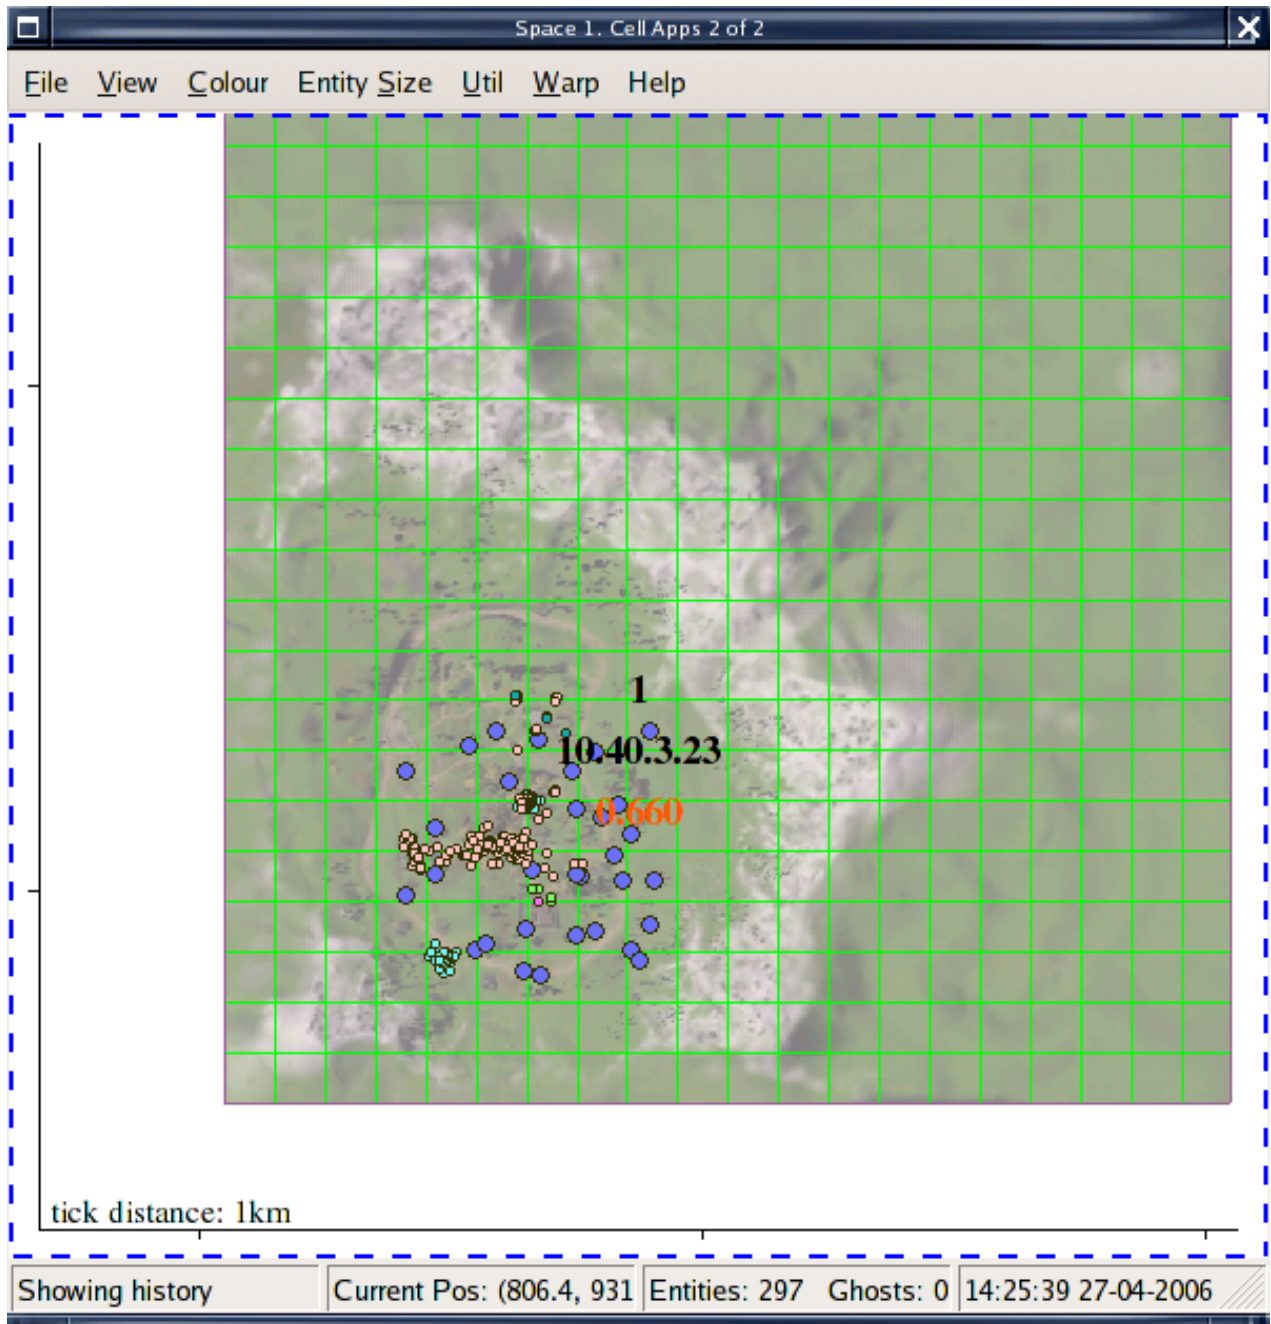 Space 1. Cell Apps 2 of 2
File View Colour Entity Size Util Warp Help
1
10.40.3.23
0.660
tick distance: 1km
Showing history Current Pos: (806.4, 931 Entities: 297 Ghosts: 0 14:25:39 27-04-2006